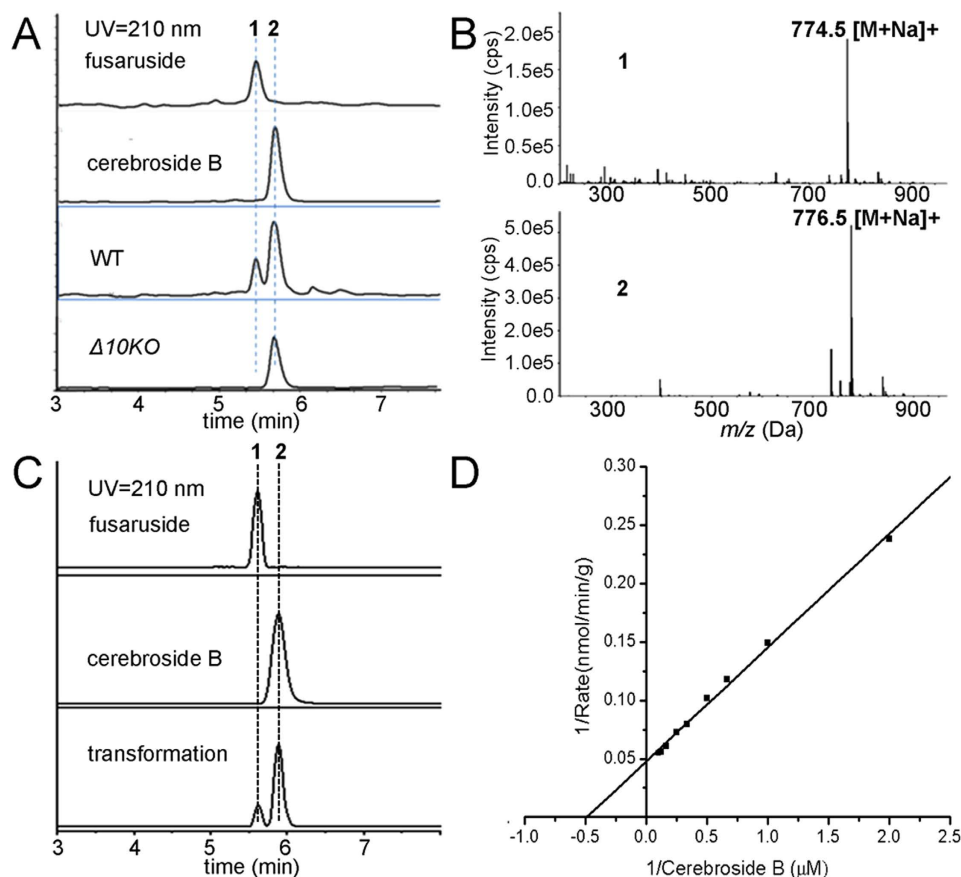 A
UV=210 nm
1 2
fusaruside
cerebroside B
WT
Δ10KO
3 4 5 6 7
time (min)
B
Intensity (cps)
2.0e5
1.5e5
1.0e5
5.0e4
0.0
1
774.5 [M+Na]+
300 500 700 900
Intensity (cps)
5.0e5
4.0e5
3.0e5
2.0e5
1.0e5
0.0
2
776.5 [M+Na]+
300 500 700 900
m/z (Da)
C
UV=210 nm
1 2
fusaruside
cerebroside B
transformation
3 4 5 6 7
time (min)
D
1/Rate(nmol/min/g)
0.30
0.25
0.20
0.15
0.10
0.05
-1.0 -0.5 0.0 0.5 1.0 1.5 2.0 2.5
1/Cerebroside B (μM)